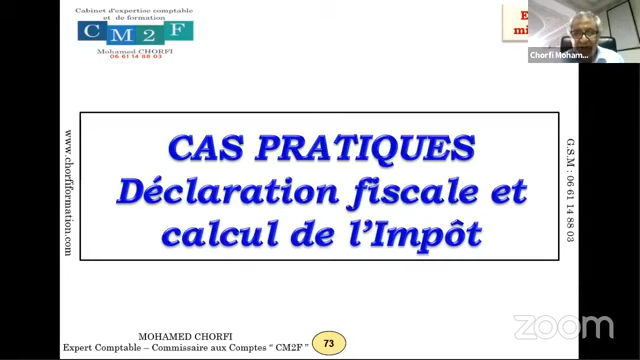 Cabinet d'expertise comptable
et de formation
CM2F
Mohamed CHORFI
06 61 14 88 03
Chorfi Moham...
www.chorfiformation.com
CAS PRATIQUES
Déclaration fiscale et
calcul de l'Impôt
G.S.M : 06 61 14 88 03
MOHAMED CHORFI
Expert Comptable – Commissaire aux Comptes " CM2F "
73
zoom